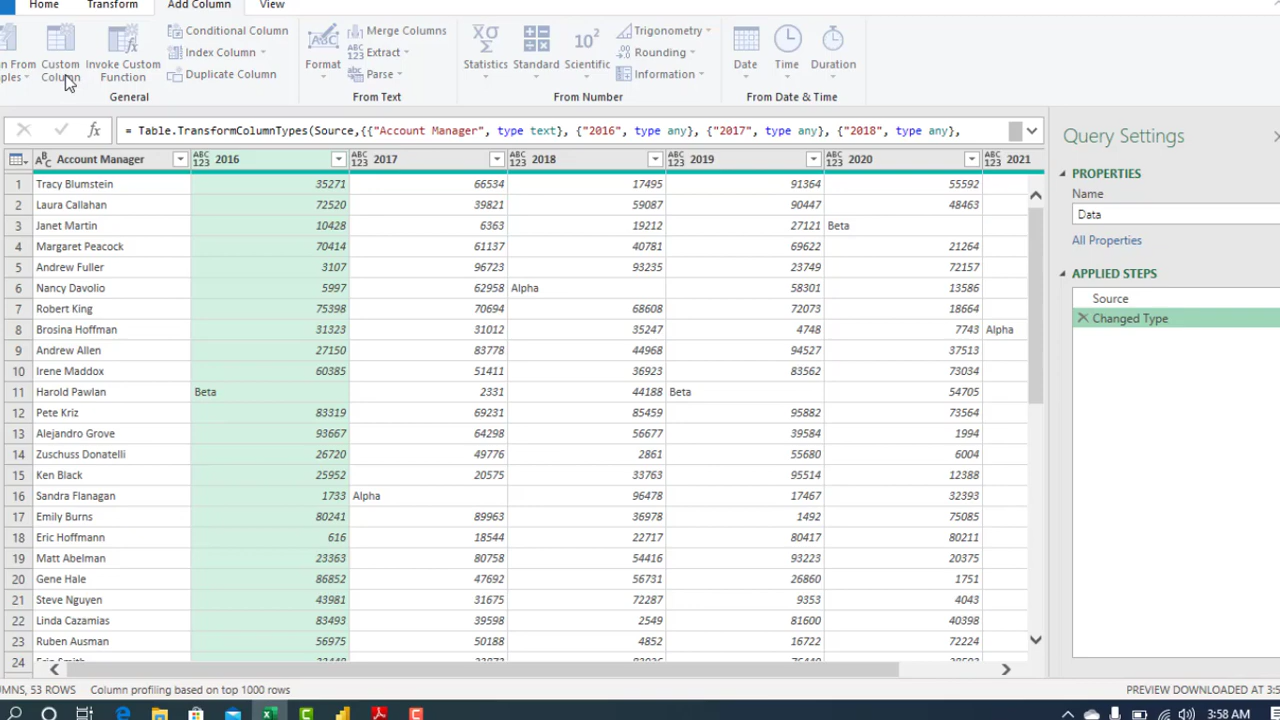 Home Transform Add Column View
Conditional Column Merge Columns Trigonometry
Index Column Extract Rounding
n From Custom Invoke Custom Format Statistics Standard Scientific Date Time Duration
ples Column Function Duplicate Column Parse Information
General From Text From Number From Date & Time
= Table.TransformColumnTypes(Source,{{"Account Manager", type text}, {"2016", type any}, {"2017", type any}, {"2018", type any},
ABC 123 Account Manager 2016 2017 2018 2019 2020 2021
1 Tracy Blumstein 35271 66534 17495 91364 55592
2 Laura Callahan 72520 39821 59087 90447 48463
3 Janet Martin 10428 6363 19212 27121 Beta
4 Margaret Peacock 70414 61137 40781 69622 21264
5 Andrew Fuller 3107 96723 93235 23749 72157
6 Nancy Davolio 5997 62958 Alpha 58301 13586
7 Robert King 75398 70694 68608 72073 18664
8 Brosina Hoffman 31323 31012 35247 4748 7743 Alpha
9 Andrew Allen 27150 83778 44968 94527 37513
10 Irene Maddox 60385 51411 36923 83562 73034
11 Harold Pawlan Beta 2331 44188 Beta 54705
12 Pete Kriz 83319 69231 85459 95882 73564
13 Alejandro Grove 93667 64298 56677 39584 1994
14 Zuschuss Donatelli 26720 49776 2861 55680 6004
15 Ken Black 25952 20575 33763 95514 12388
16 Sandra Flanagan 1733 Alpha 96478 17467 32393
17 Emily Burns 80241 89963 36978 1492 75085
18 Eric Hoffmann 616 18544 22717 80417 80211
19 Matt Abelman 23363 80758 54416 93223 20375
20 Gene Hale 86852 47692 56731 26860 1751
21 Steve Nguyen 43981 31675 72287 9353 4043
22 Linda Cazamias 83493 39598 2549 81600 40398
23 Ruben Ausman 56975 50188 4852 16722 72224
24
Query Settings
PROPERTIES
Name
Data
All Properties
APPLIED STEPS
Source
Changed Type
UMNS, 53 ROWS Column profiling based on top 1000 rows PREVIEW DOWNLOADED AT 3:5
3:58 AM